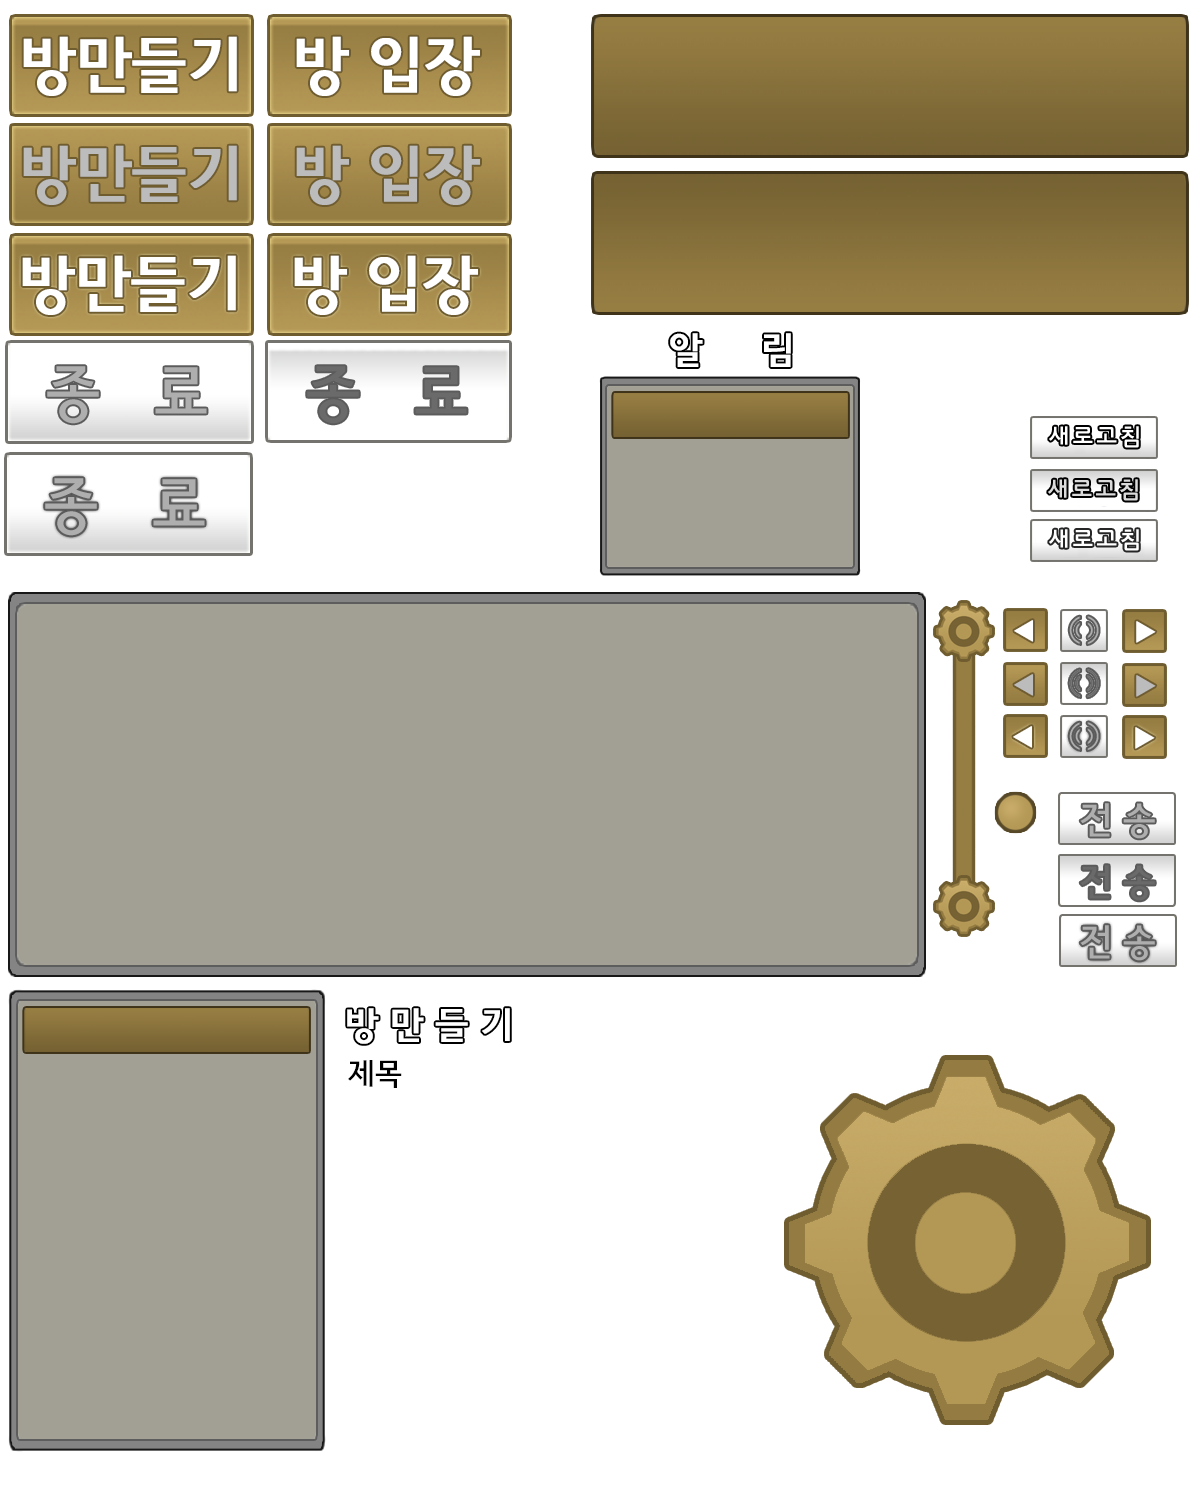 방만들기 방 입장
방만들기 방 입장
방만들기 방 입장
종 료 종 료
종 료
알 림
새로고침
새로고침
새로고침
전 송
전 송
전 송
방 만 들 기
제목